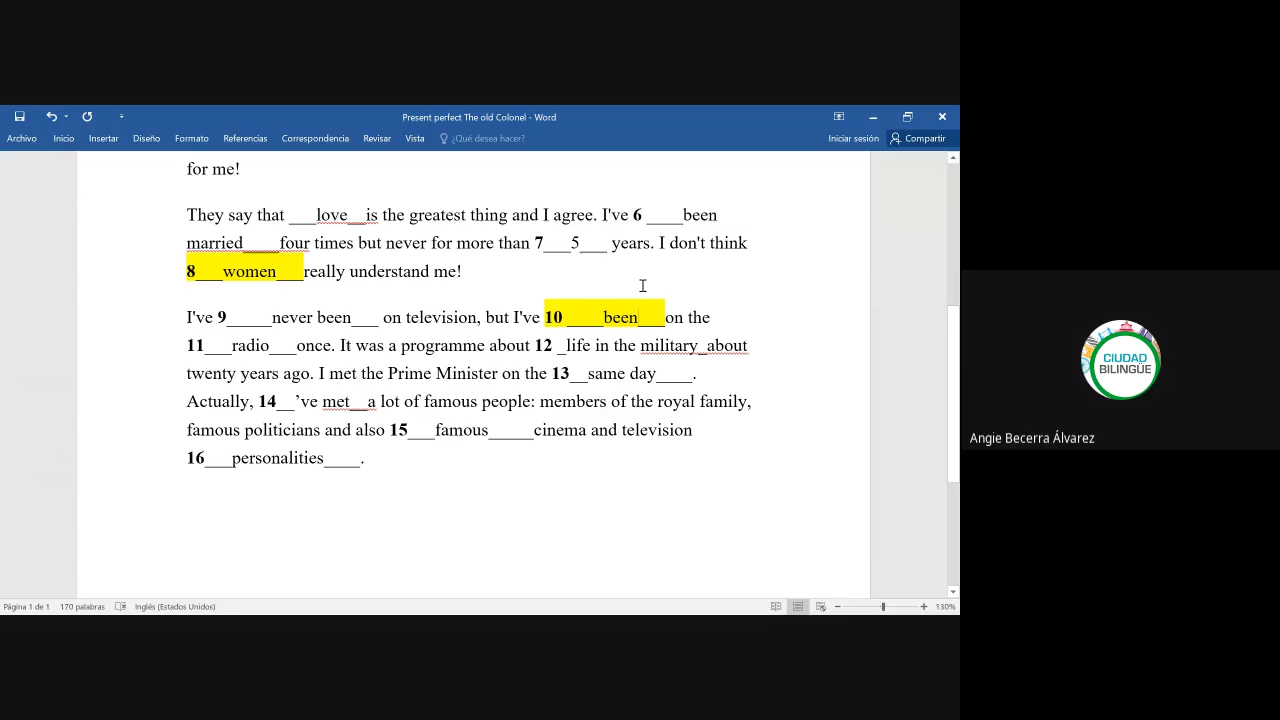 Present perfect The old Colonel - Word
Archivo Inicio Insertar Diseño Formato Referencias Correspondencia Revisar Vista ¿Qué desea hacer? Iniciar sesión Compartir
for me!
They say that ___love__is the greatest thing and I agree. I've 6 ____been
married____four times but never for more than 7___5___ years. I don't think
8___women___really understand me!
I've 9_____never been___ on television, but I've 10 ____been___on the
11___radio___once. It was a programme about 12 _life in the military_about
twenty years ago. I met the Prime Minister on the 13__same day____.
Actually, 14__’ve met__a lot of famous people: members of the royal family,
famous politicians and also 15___famous_____cinema and television
16___personalities____.
CIUDAD
BILINGÜE
Angie Becerra Álvarez
Página 1 de 1 170 palabras Inglés (Estados Unidos) 130%